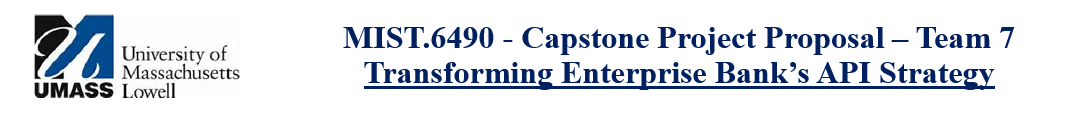 University of
Massachusetts
UMASS Lowell
MIST.6490 - Capstone Project Proposal – Team 7
Transforming Enterprise Bank’s API Strategy